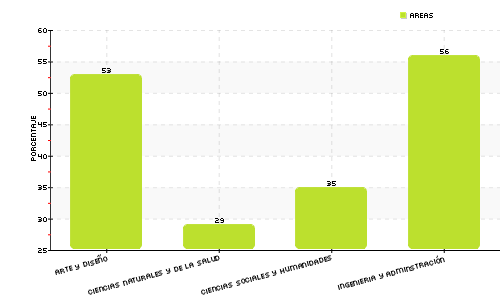 AREAS
PORCENTAJE
60
55
50
45
40
35
30
25
53
29
35
56
ARTE Y DISEÑO
CIENCIAS NATURALES Y DE LA SALUD
CIENCIAS SOCIALES Y HUMANIDADES
INGENIERIA Y ADMINSTRACIÓN